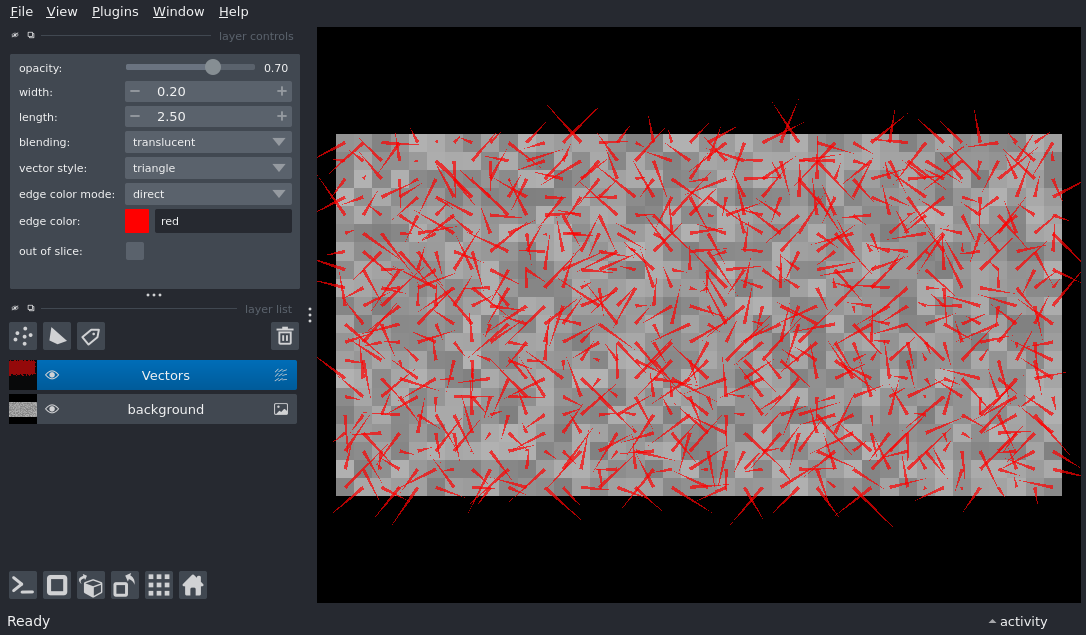 File View Plugins Window Help
layer controls
opacity: 0.70
width: 0.20
length: 2.50
blending: translucent
vector style: triangle
edge color mode: direct
edge color: red
out of slice:
layer list
Vectors
background
Ready
activity